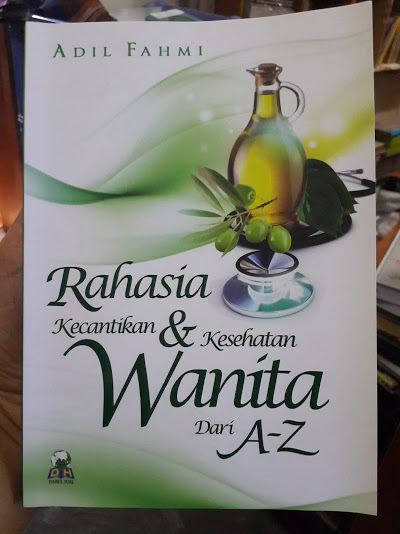 ADIL FAHMI
Rahasia
Kecantikan & Kesehatan
Wanita
Dari A-Z